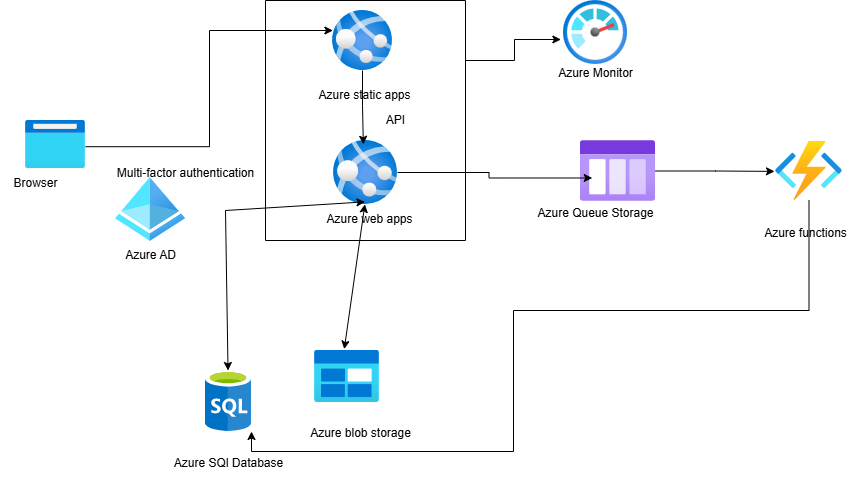 Azure Monitor
Azure static apps
API
Multi-factor authentication
Browser
Azure Queue Storage
Azure web apps
Azure functions
Azure AD
SQL
Azure blob storage
Azure SQl Database